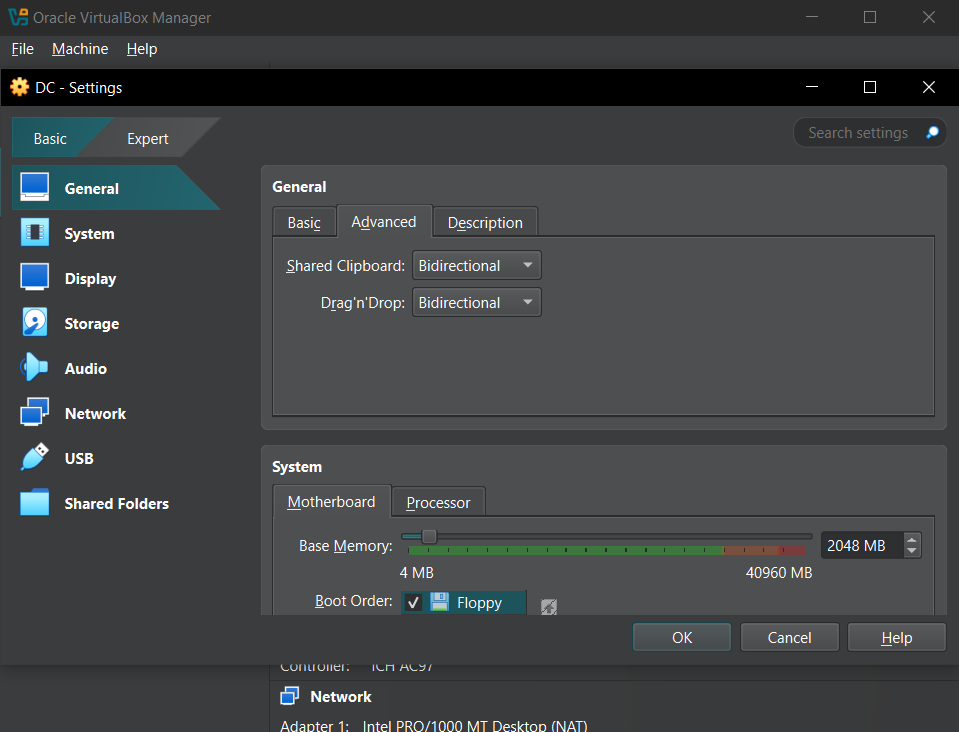 Oracle VirtualBox Manager
File Machine Help
DC - Settings
Basic Expert
Search settings
General
System
Display
Storage
Audio
Network
USB
Shared Folders
General
Basic Advanced Description
Shared Clipboard: Bidirectional
Drag'n'Drop: Bidirectional
System
Motherboard Processor
Base Memory: 2048 MB
4 MB 40960 MB
Boot Order: Floppy
OK Cancel Help
Controller: ICH AC97
Network
Adapter 1: Intel PRO/1000 MT Desktop (NAT)